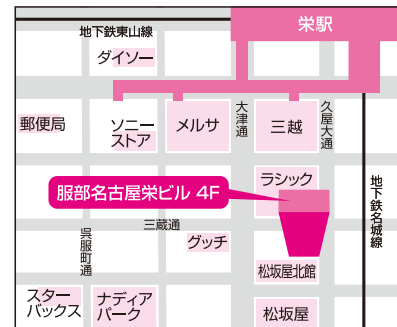 栄駅
地下鉄東山線
ダイソー
郵便局
ソニー
ストア
メルサ
大津通
三越
久屋大通
ラシック
地下鉄名城線
服部名古屋栄ビル 4F
三蔵通
呉服町通
グッチ
松坂屋北館
スター
バックス
ナディア
パーク
松坂屋